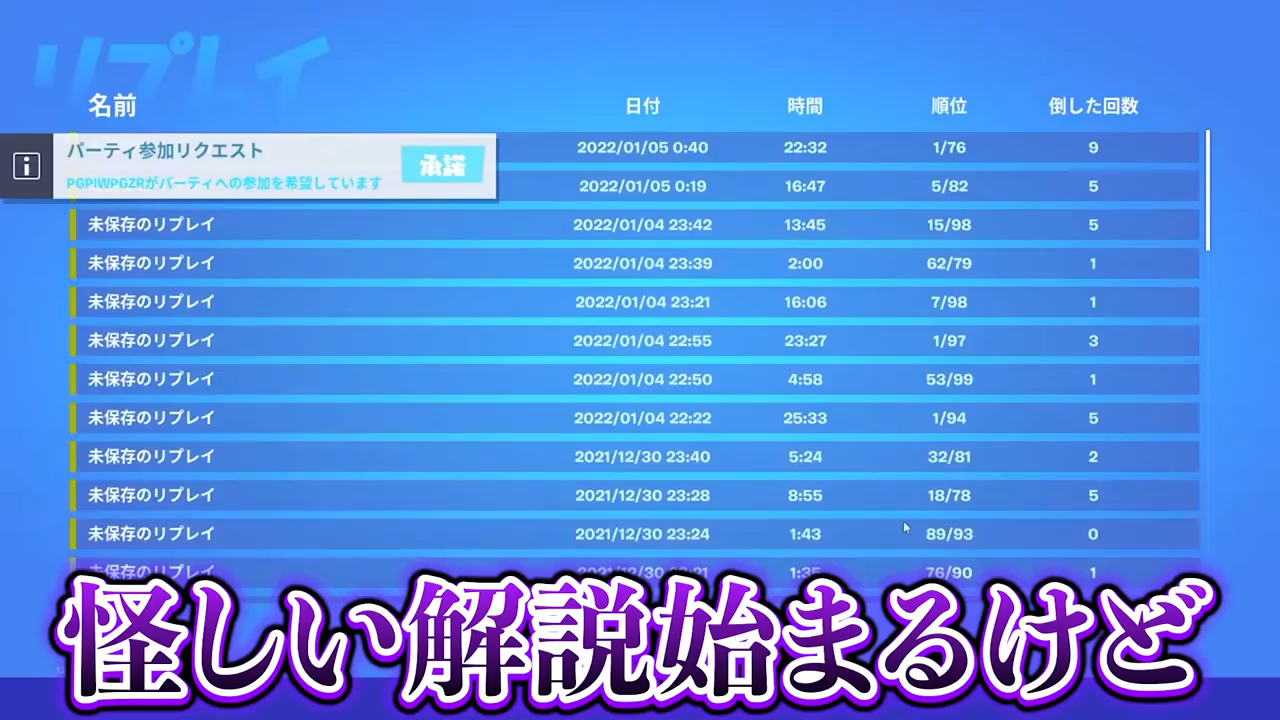 リプレイ
名前 日付 時間 順位 倒した回数
パーティ参加リクエスト
PGPIWPGZRがパーティへの参加を希望しています
承諾
2022/01/05 0:40 22:32 1/76 9
2022/01/05 0:19 16:47 5/82 5
未保存のリプレイ 2022/01/04 23:42 13:45 15/98 5
未保存のリプレイ 2022/01/04 23:39 2:00 62/79 1
未保存のリプレイ 2022/01/04 23:21 16:06 7/98 1
未保存のリプレイ 2022/01/04 22:55 23:27 1/97 3
未保存のリプレイ 2022/01/04 22:50 4:58 53/99 1
未保存のリプレイ 2022/01/04 22:22 25:33 1/94 5
未保存のリプレイ 2021/12/30 23:40 5:24 32/81 2
未保存のリプレイ 2021/12/30 23:28 8:55 18/78 5
未保存のリプレイ 2021/12/30 23:24 1:43 89/93 0
未保存のリプレイ 76/90 1
怪しい解説始まるけど